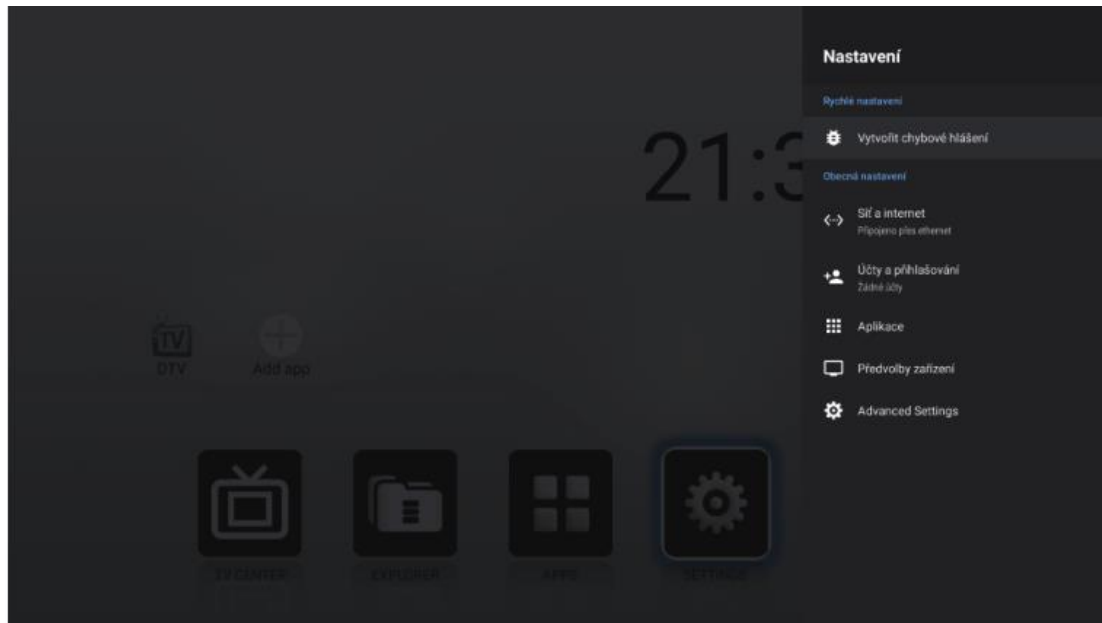 Nastavení
Rychlé nastavení
Vytvořit chybové hlášení
Obecná nastavení
Síť a internet
Připojeno přes ethernet
Účty a přihlašování
Žádné účty
Aplikace
Předvolby zařízení
Advanced Settings
21:3
TV
DTV
Add app
TV CENTER
EXPLORER
APPS
SETTINGS